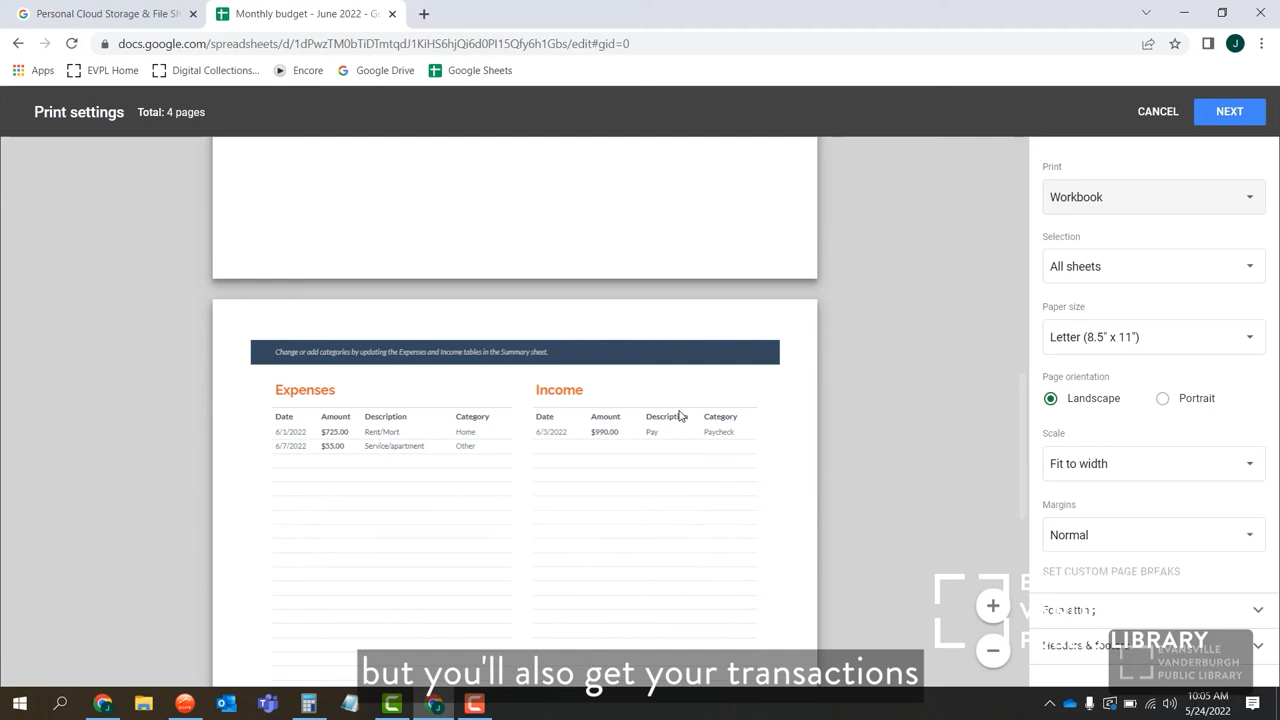 Personal Cloud Storage & File Sh
Monthly budget - June 2022 - Go
docs.google.com/spreadsheets/d/1dPwzTM0bTiDTmtqdJ1KiHS6hjQi6d0PI15Qfy6h1Gbs/edit#gid=0
J
Apps
EVPL Home
Digital Collections...
Encore
Google Drive
Google Sheets
Print settings
Total: 4 pages
CANCEL
NEXT
Print
Workbook
Selection
All sheets
Paper size
Letter (8.5" x 11")
Page orientation
Landscape
Portrait
Scale
Fit to width
Margins
Normal
SET CUSTOM PAGE BREAKS
Formatting
Headers & footers
Change or add categories by updating the Expenses and Income tables in the Summary sheet.
Expenses
Date Amount Description Category
6/1/2022 $725.00 Rent/Mort Home
6/7/2022 $55.00 Service/apartment Other
Income
Date Amount Description Category
6/3/2022 $990.00 Pay Paycheck
LIBRARY
EVANSVILLE
VANDERBURGH
PUBLIC LIBRARY
but you'll also get your transactions
10:05 AM
5/24/2022